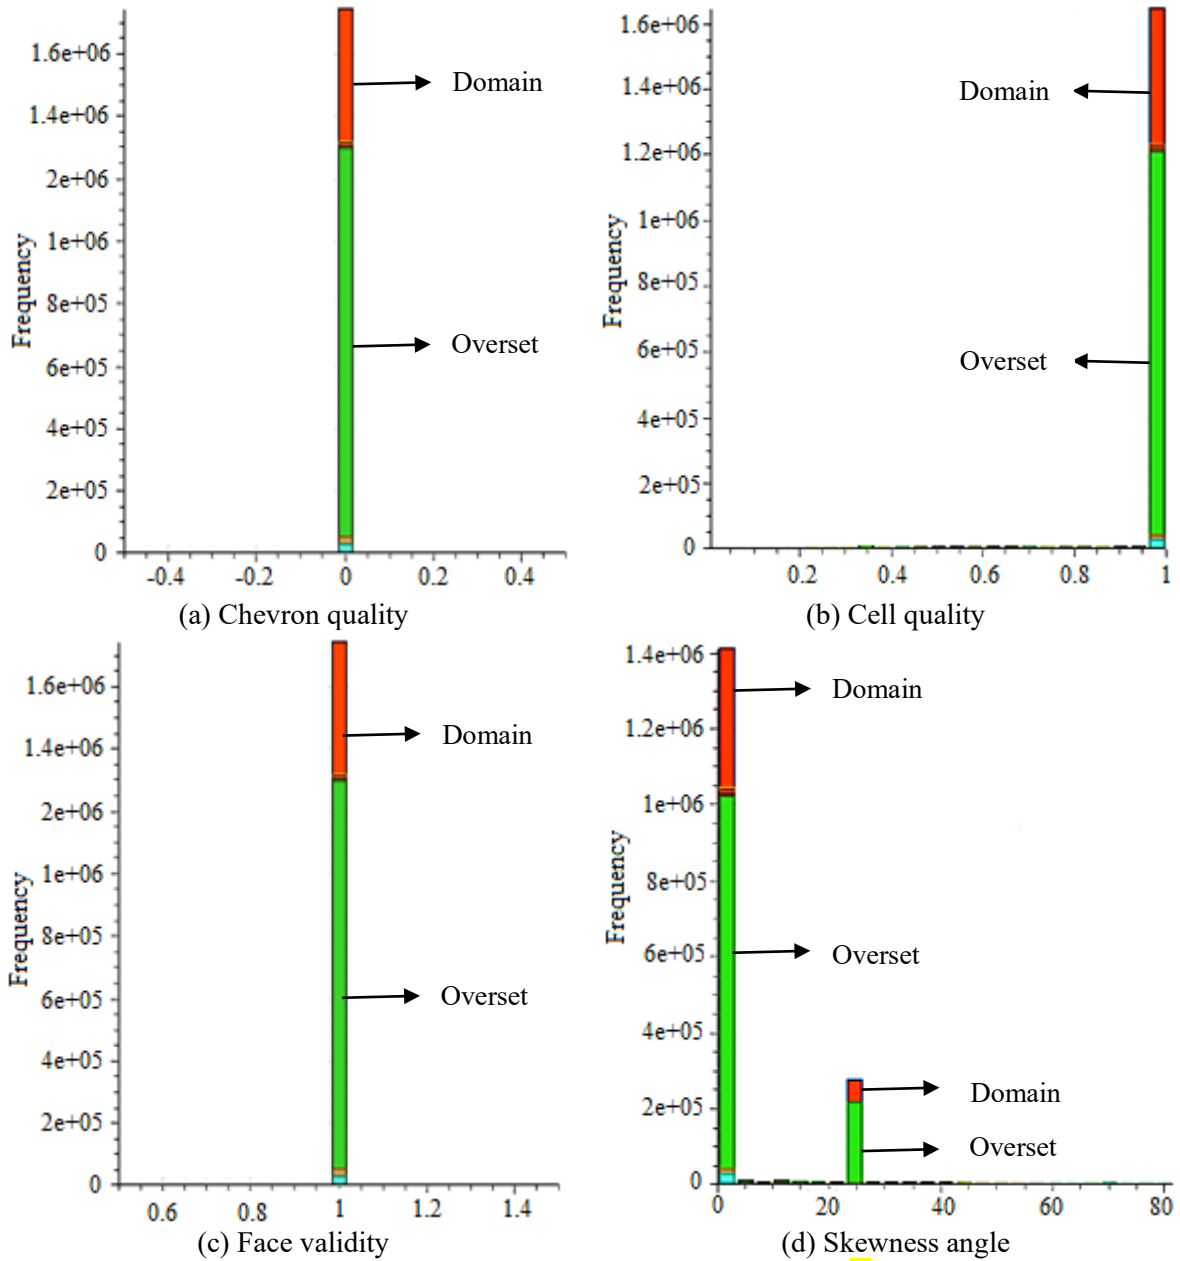 1.6e+06
1.4e+06
2e+06
1e+06
8e+05
6e+05
4e+05
2e+05
0
Frequency
Domain
Overset
-0.4 -0.2 0 0.2 0.4
(a) Chevron quality
1.6e+06
1.4e+06
1.2e+06
1e+06
8e+05
6e+05
4e+05
2e+05
0
Frequency
Domain
Overset
0.2 0.4 0.6 0.8 1
(b) Cell quality
1.6e+06
1.4e+06
2e+06
1e+06
8e+05
6e+05
4e+05
2e+05
0
Frequency
Domain
Overset
0.6 0.8 1 1.2 1.4
(c) Face validity
1.4e+06
1.2e+06
1e+06
8e+05
6e+05
4e+05
2e+05
0
Frequency
Domain
Overset
Domain
Overset
0 20 40 60 80
(d) Skewness angle